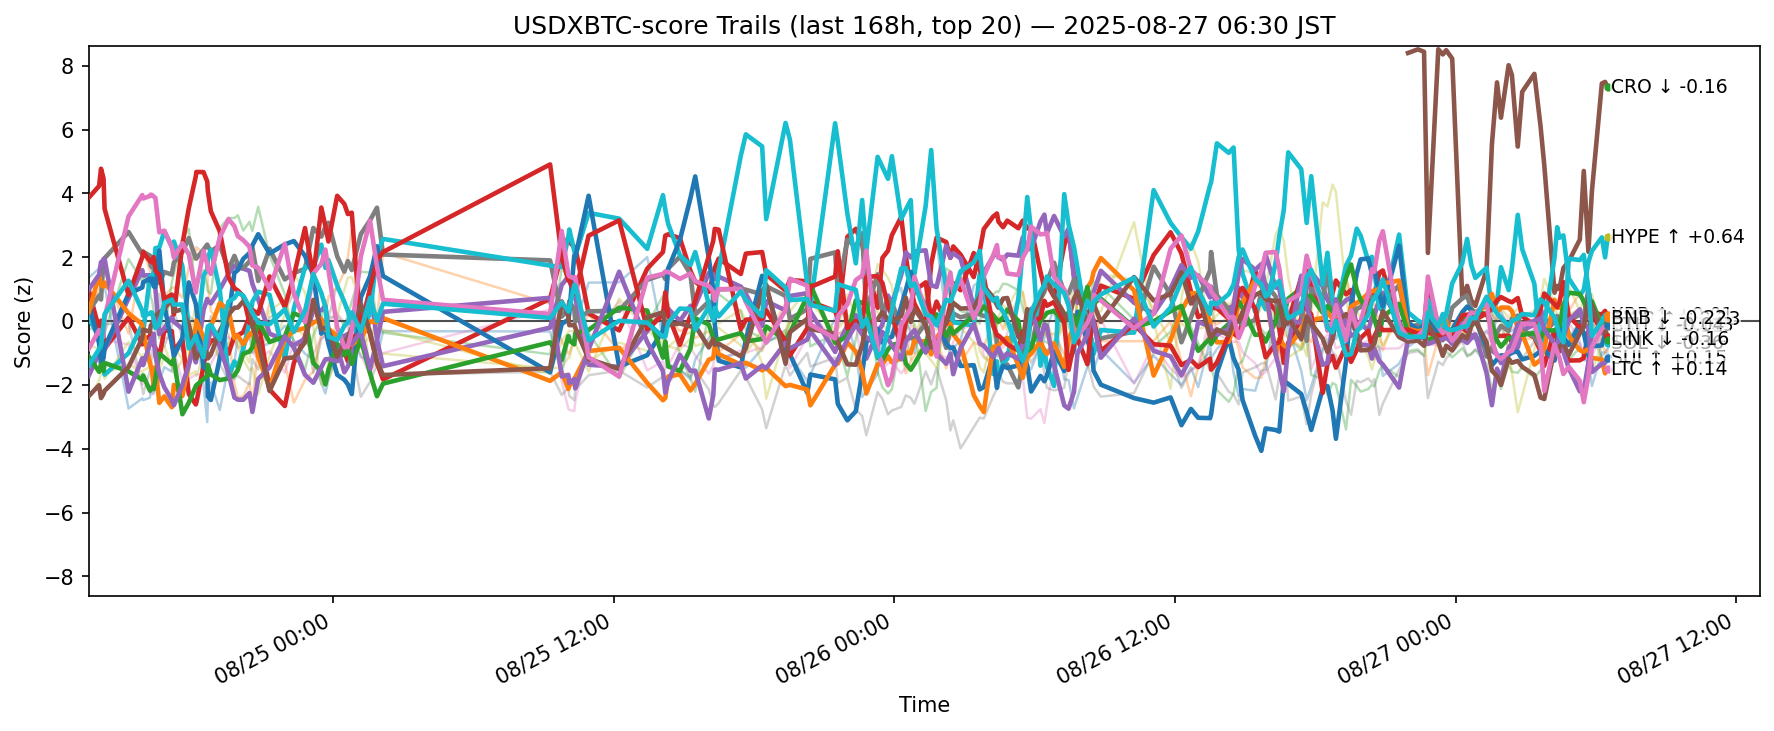 USDXBTC-score Trails (last 168h, top 20) — 2025-08-27 06:30 JST
8
6
4
2
0
−2
−4
−6
−8
Score (z)
CRO ↓ -0.16
HYPE ↑ +0.64
BNB ↓ -0.22
LINK ↓ -0.16
LTC ↑ +0.14
08/25 00:00
08/25 12:00
08/26 00:00
08/26 12:00
08/27 00:00
08/27 12:00
Time